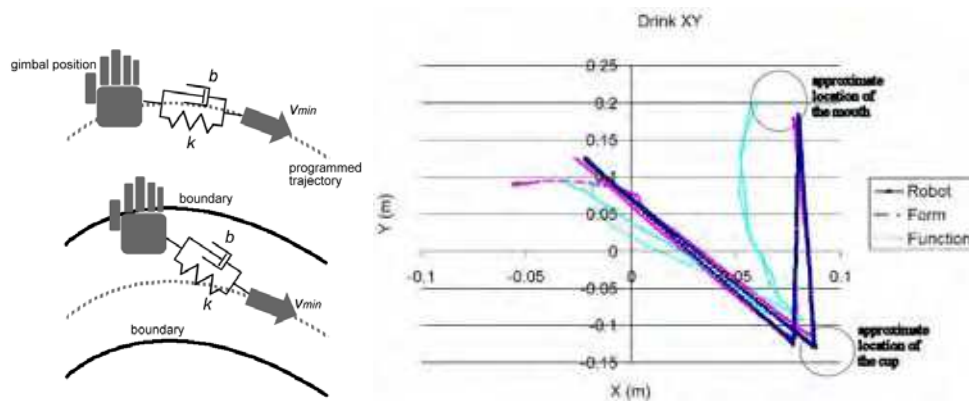 gimbal position
b
k
vmin
programmed
trajectory
boundary
b
k
vmin
boundary
Drink XY
Y (m)
0.25
0.2
0.15
0.1
0.05
0
-0.05
-0.1
-0.15
-0.1
-0.05
0
0.05
0.1
X (m)
approximate
location of
the mouth
approximate
location of
the cup
Robot
Form
Function